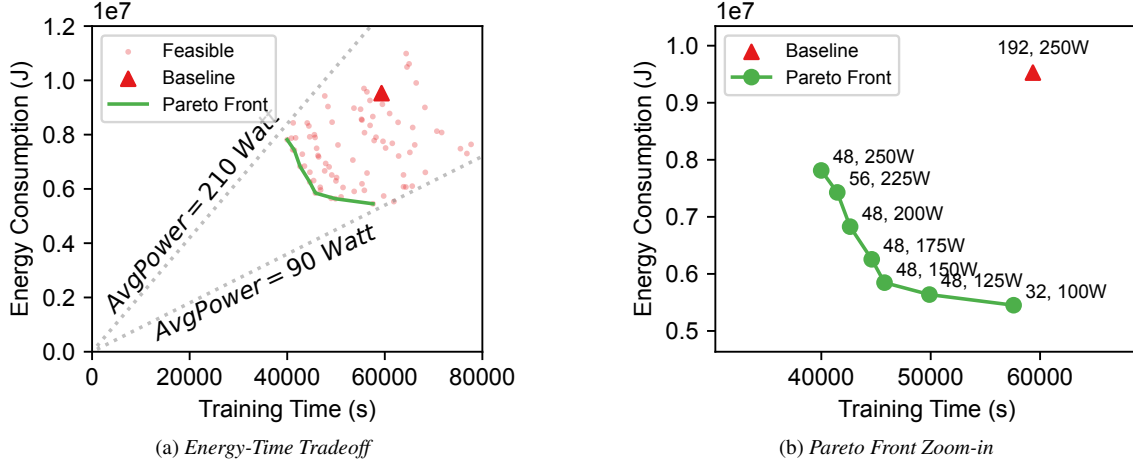 1e7
1.2
1.0
0.8
0.6
0.4
0.2
0.0
Energy Consumption (J)
Feasible
Baseline
Pareto Front
AvgPower = 210 Watt
AvgPower = 90 Watt
0 20000 40000 60000 80000
Training Time (s)
(a) Energy-Time Tradeoff
1e7
1.0
0.9
0.8
0.7
0.6
0.5
Energy Consumption (J)
Baseline
Pareto Front
192, 250W
48, 250W
56, 225W
48, 200W
48, 175W
48, 150W
48, 125W
32, 100W
40000 50000 60000
Training Time (s)
(b) Pareto Front Zoom-in